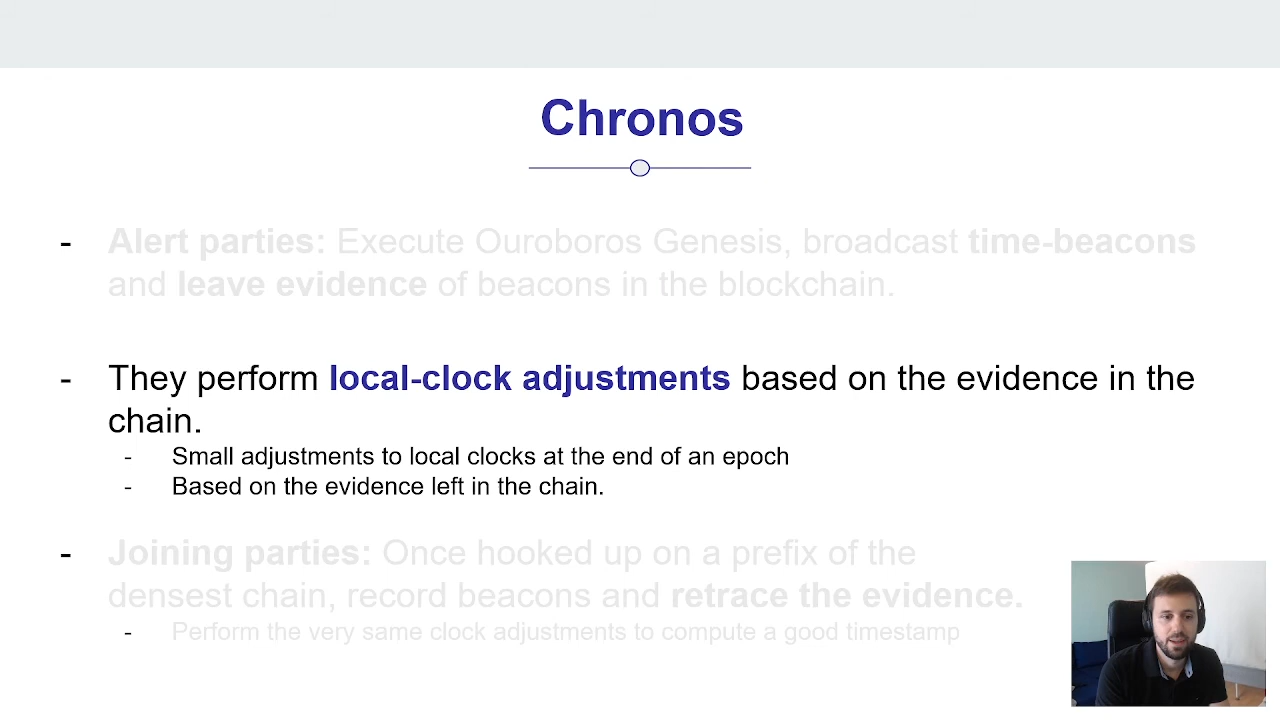 Chronos
- Alert parties: Execute Ouroboros Genesis, broadcast time-beacons
and leave evidence of beacons in the blockchain.
- They perform local-clock adjustments based on the evidence in the
chain.
- Small adjustments to local clocks at the end of an epoch
- Based on the evidence left in the chain.
- Joining parties: Once hooked up on a prefix of the
densest chain, record beacons and retrace the evidence.
- Perform the very same clock adjustments to compute a good timestamp